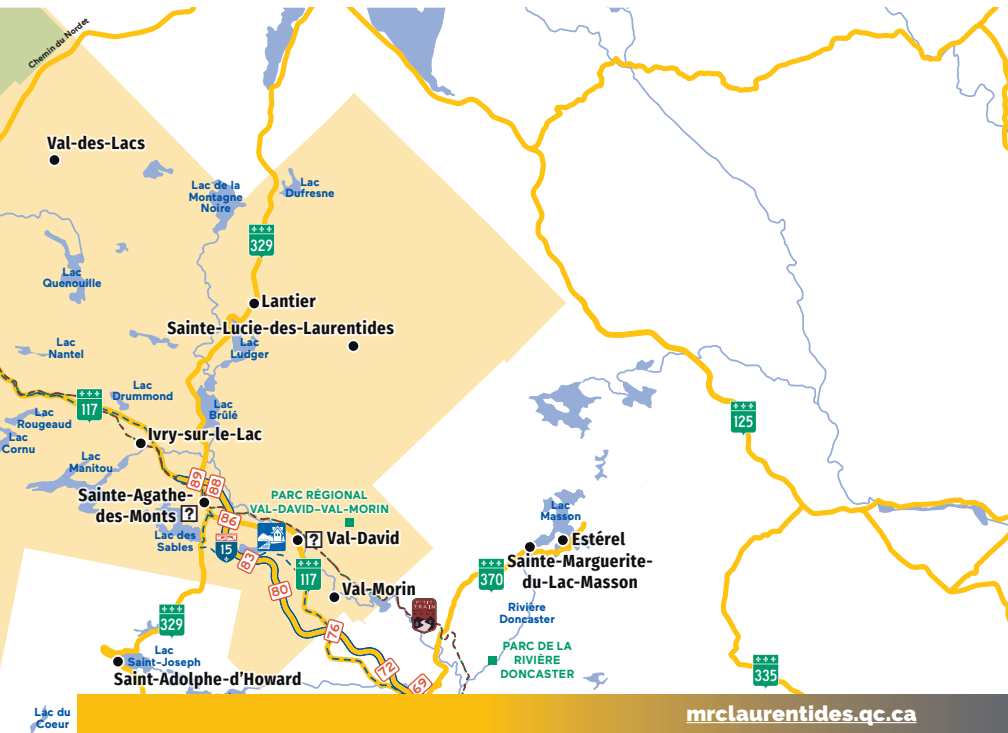 Chemin du Nordet
Val-des-Lacs
Lac de la
Montagne
Noire
Lac
Dufresne
329
Lac
Quenouille
Lantier
Sainte-Lucie-des-Laurentides
Lac
Nantel
Lac
Ludger
Lac
Drummond
117
Lac
Rougeaud
Lac
Brûlé
125
Lac
Cornu
Ivry-sur-le-Lac
Lac
Manitou
89
88
Sainte-Agathe-
des-Monts
?
PARC RÉGIONAL
VAL-DAVID–VAL-MORIN
86
Lac
Masson
Lac des
Sables
15
83
?
Val-David
Estérel
Sainte-Marguerite-
du-Lac-Masson
370
117
80
Val-Morin
P'TIT
TRAIN
Rivière
Doncaster
329
76
Lac
Saint-Joseph
PARC DE LA
RIVIÈRE
DONCASTER
72
69
335
Saint-Adolphe-d'Howard
Lac du
Coeur
mrclaurentides.qc.ca